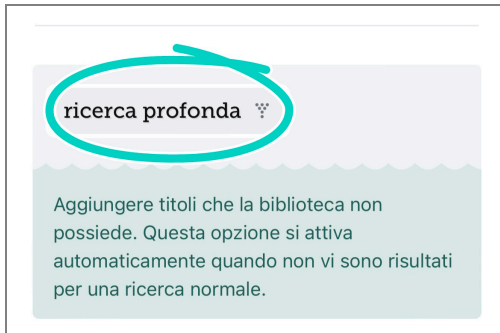 ricerca profonda
Aggiungere titoli che la biblioteca non
possiede. Questa opzione si attiva
automaticamente quando non vi sono risultati
per una ricerca normale.